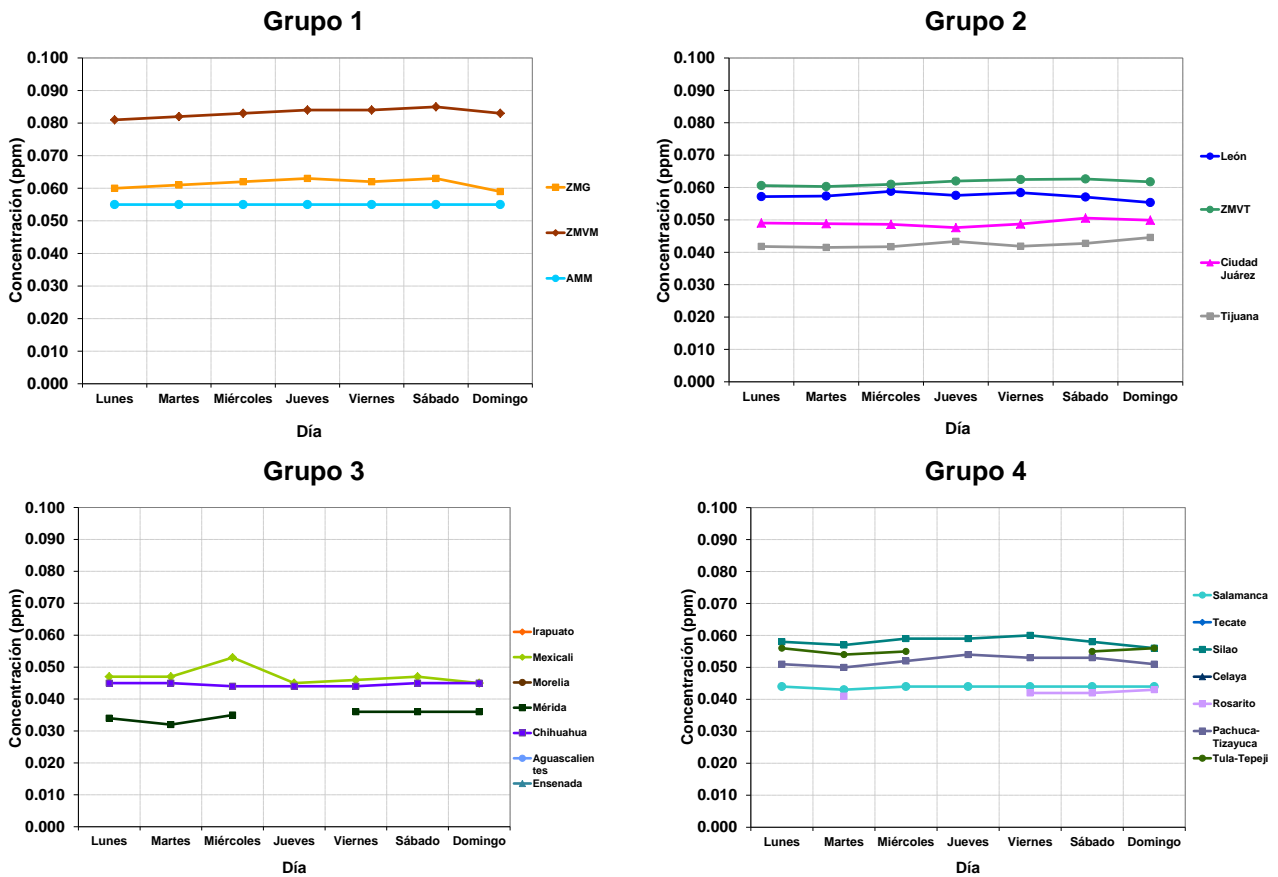 Grupo 1
Concentración (ppm)
0.100
0.090
0.080
0.070
0.060
0.050
0.040
0.030
0.020
0.010
0.000
Lunes Martes Miércoles Jueves Viernes Sábado Domingo
Día
ZMG
ZMVM
AMM
Grupo 2
Concentración (ppm)
0.100
0.090
0.080
0.070
0.060
0.050
0.040
0.030
0.020
0.010
0.000
Lunes Martes Miércoles Jueves Viernes Sábado Domingo
Día
León
ZMVT
Ciudad
Juárez
Tijuana
Grupo 3
Concentración (ppm)
0.100
0.090
0.080
0.070
0.060
0.050
0.040
0.030
0.020
0.010
0.000
Lunes Martes Miércoles Jueves Viernes Sábado Domingo
Día
Irapuato
Mexicali
Morelia
Mérida
Chihuahua
Aguascalien
tes
Ensenada
Grupo 4
Concentración (ppm)
0.100
0.090
0.080
0.070
0.060
0.050
0.040
0.030
0.020
0.010
0.000
Lunes Martes Miércoles Jueves Viernes Sábado Domingo
Día
Salamanca
Tecate
Silao
Celaya
Rosarito
Pachuca-
Tizayuca
Tula-Tepeji